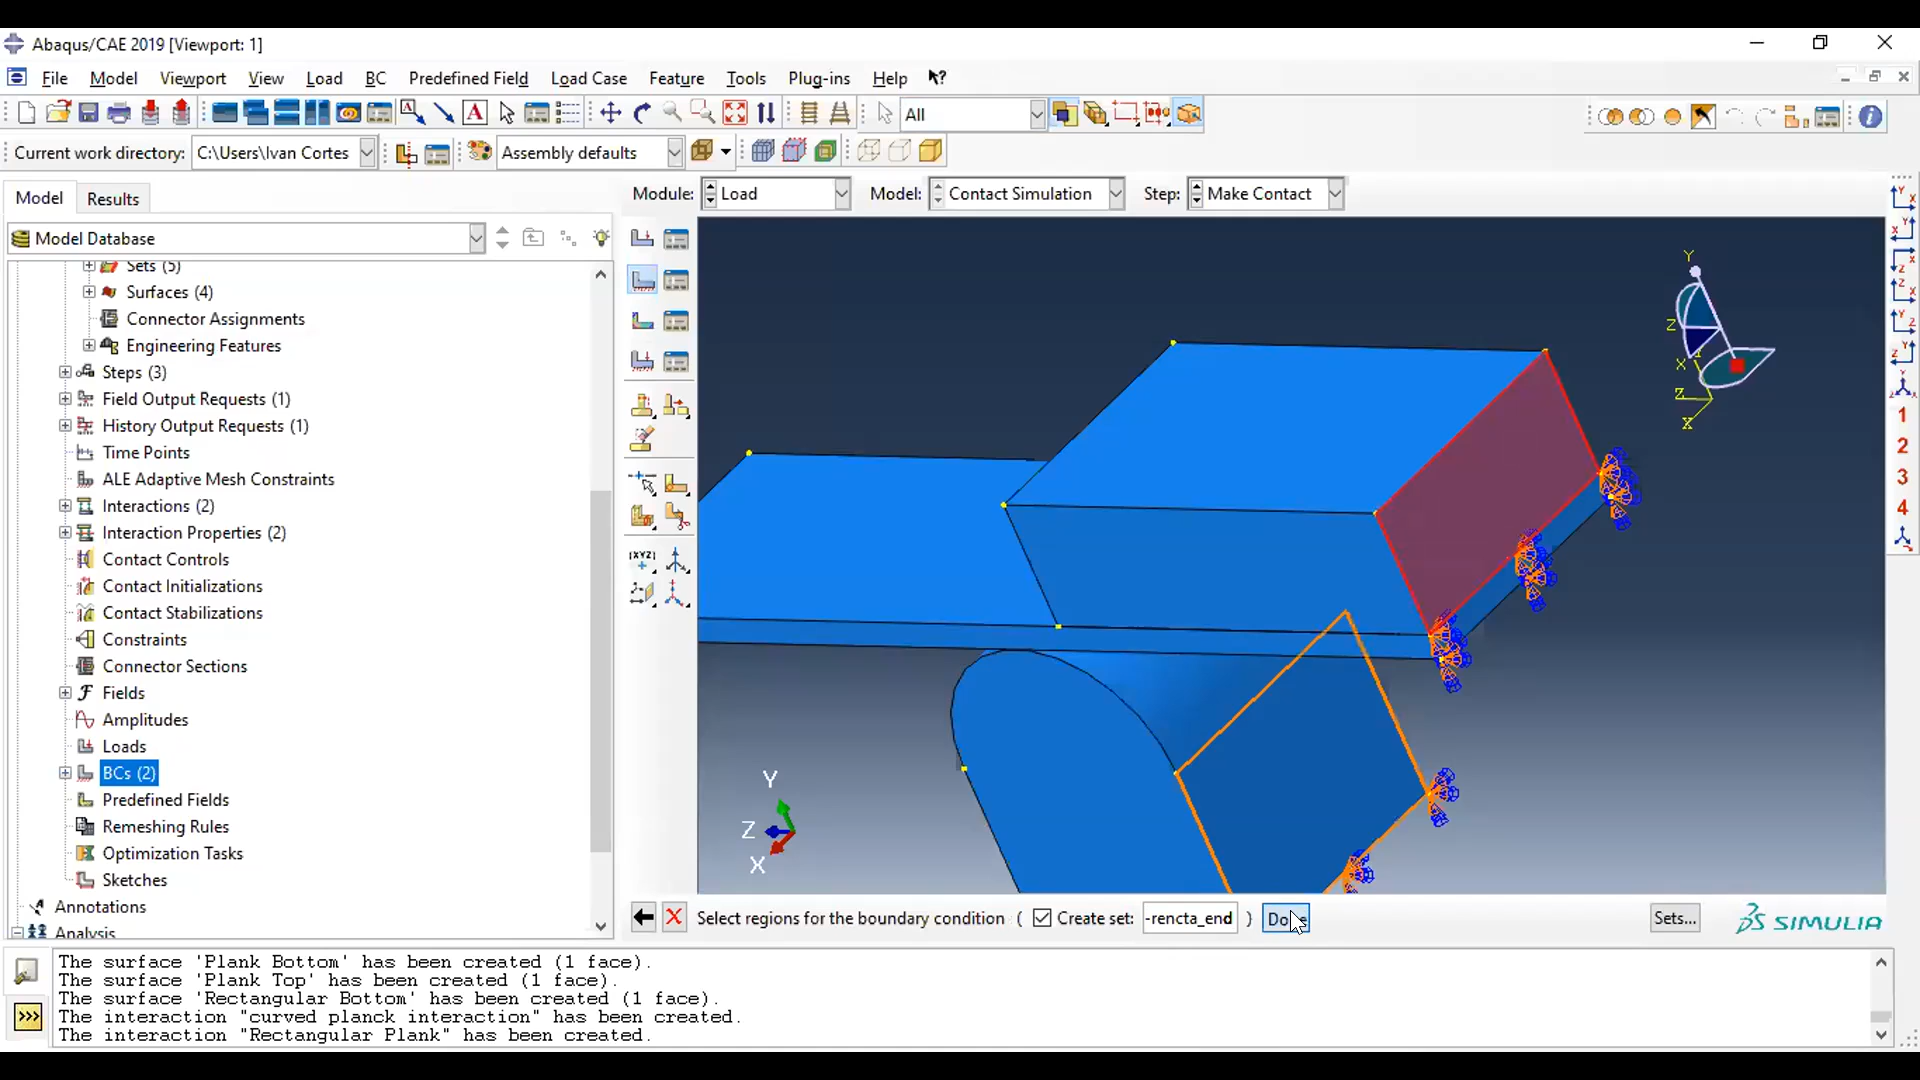 Abaqus/CAE 2019 [Viewport: 1]
File Model Viewport View Load BC Predefined Field Load Case Feature Tools Plug-ins Help
All
Current work directory: C:\Users\Ivan Cortes Assembly defaults
Model Results
Module: Load Model: Contact Simulation Step: Make Contact
Model Database
Sets (5)
Surfaces (4)
Connector Assignments
Engineering Features
Steps (3)
Field Output Requests (1)
History Output Requests (1)
Time Points
ALE Adaptive Mesh Constraints
Interactions (2)
Interaction Properties (2)
Contact Controls
Contact Initializations
Contact Stabilizations
Constraints
Connector Sections
Fields
Amplitudes
Loads
BCs (2)
Predefined Fields
Remeshing Rules
Optimization Tasks
Sketches
Annotations
Analysis
(XYZ)
Y
Z
X
Z
X
Y
Z
X
1
2
3
4
Select regions for the boundary condition ( Create set: -rencta_end ) Sets... SIMULIA
The surface 'Plank Bottom' has been created (1 face).
The surface 'Plank Top' has been created (1 face).
The surface 'Rectangular Bottom' has been created (1 face).
The interaction "curved planck interaction" has been created.
The interaction "Rectangular Plank" has been created.
>>>